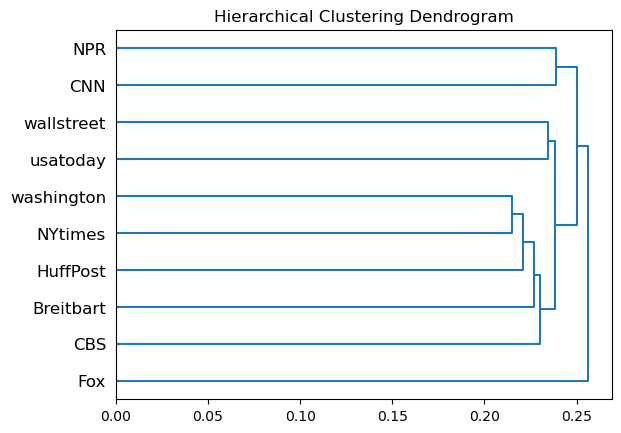 Hierarchical Clustering Dendrogram
NPR
CNN
wallstreet
usatoday
washington
NYtimes
HuffPost
Breitbart
CBS
Fox
0.00 0.05 0.10 0.15 0.20 0.25